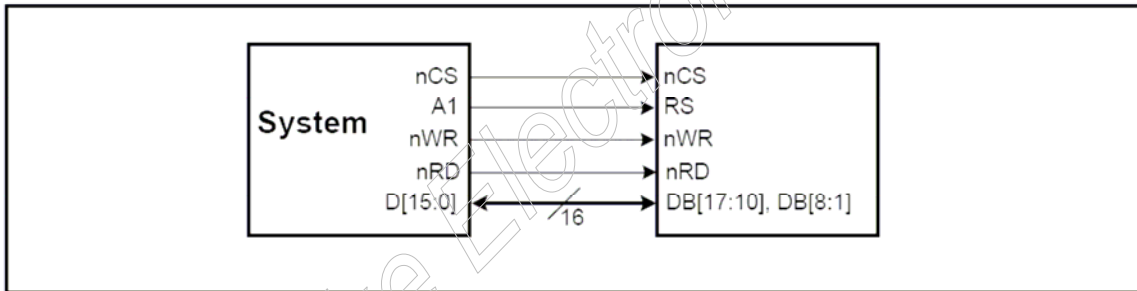 nCS nCS
A1 RS
System
nWR nWR
nRD nRD
D[15:0] 16 DB[17:10], DB[8:1]